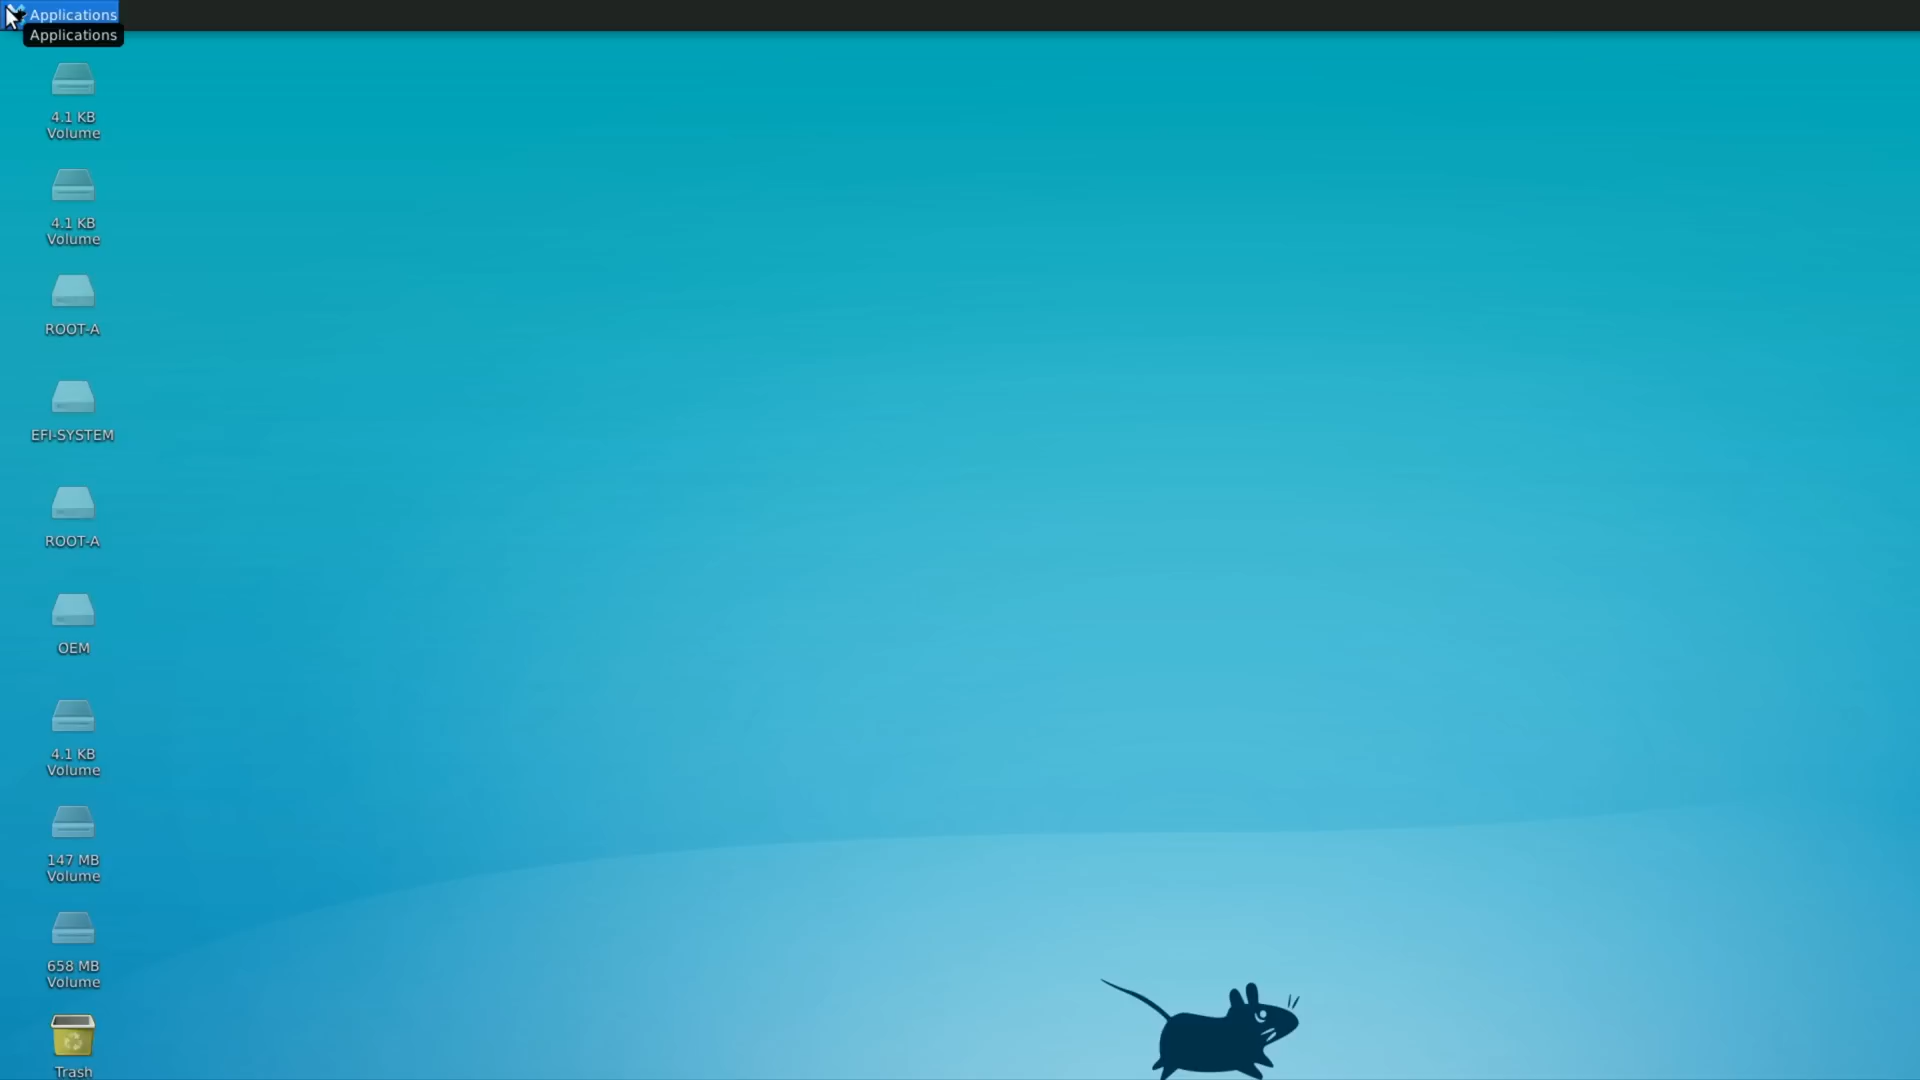 Applications
Applications
4.1 KB
Volume
4.1 KB
Volume
ROOT-A
EFI-SYSTEM
ROOT-A
OEM
4.1 KB
Volume
147 MB
Volume
658 MB
Volume
Trash